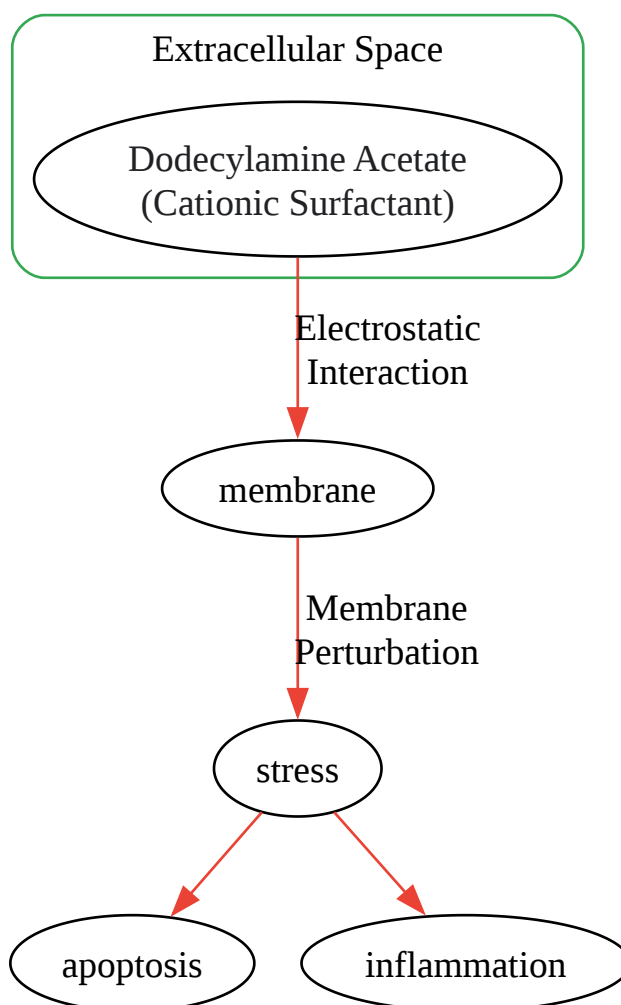 Extracellular Space
Dodecylamine Acetate
(Cationic Surfactant)
Electrostatic
Interaction
membrane
Membrane
Perturbation
stress
apoptosis
inflammation